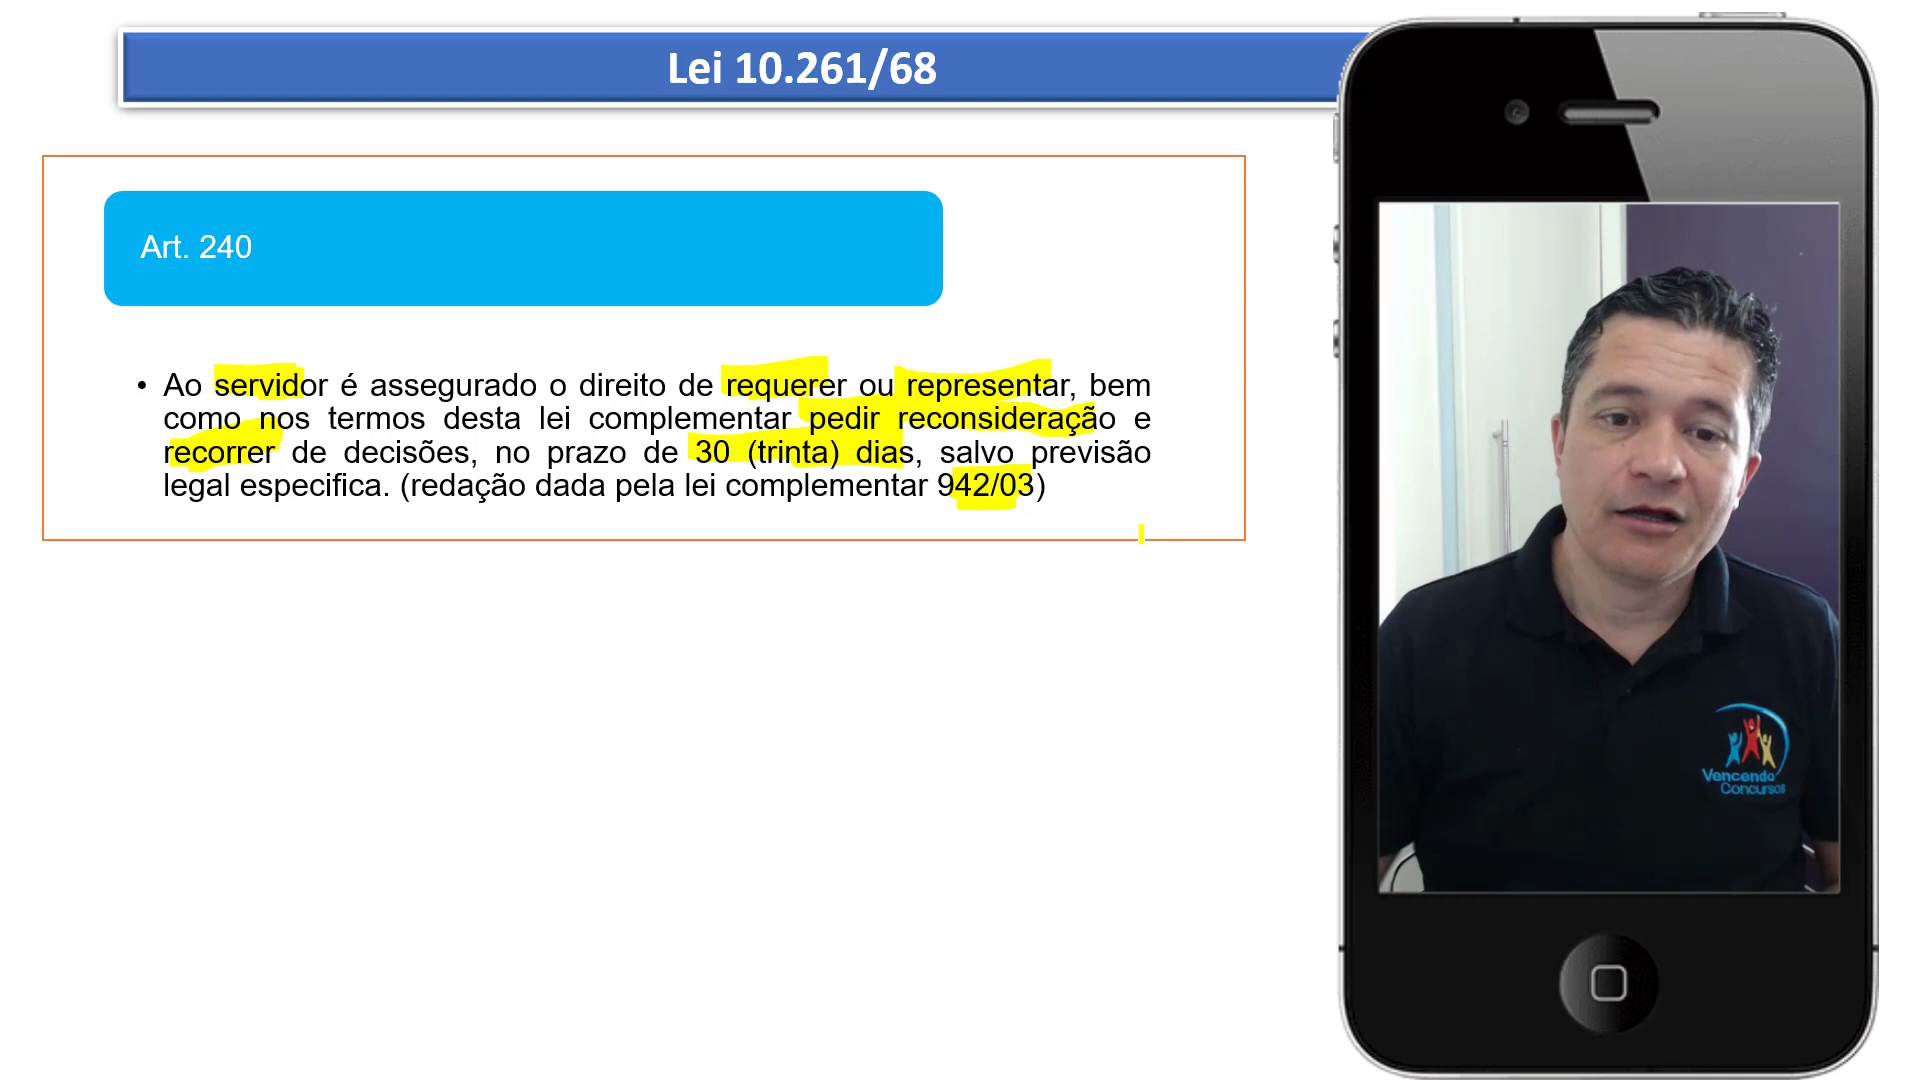 Lei 10.261/68
Art. 240
• Ao servidor é assegurado o direito de requerer ou representar, bem
como nos termos desta lei complementar pedir reconsideração e
recorrer de decisões, no prazo de 30 (trinta) dias, salvo previsão
legal especifica. (redação dada pela lei complementar 942/03)
Vencendo
Concursos